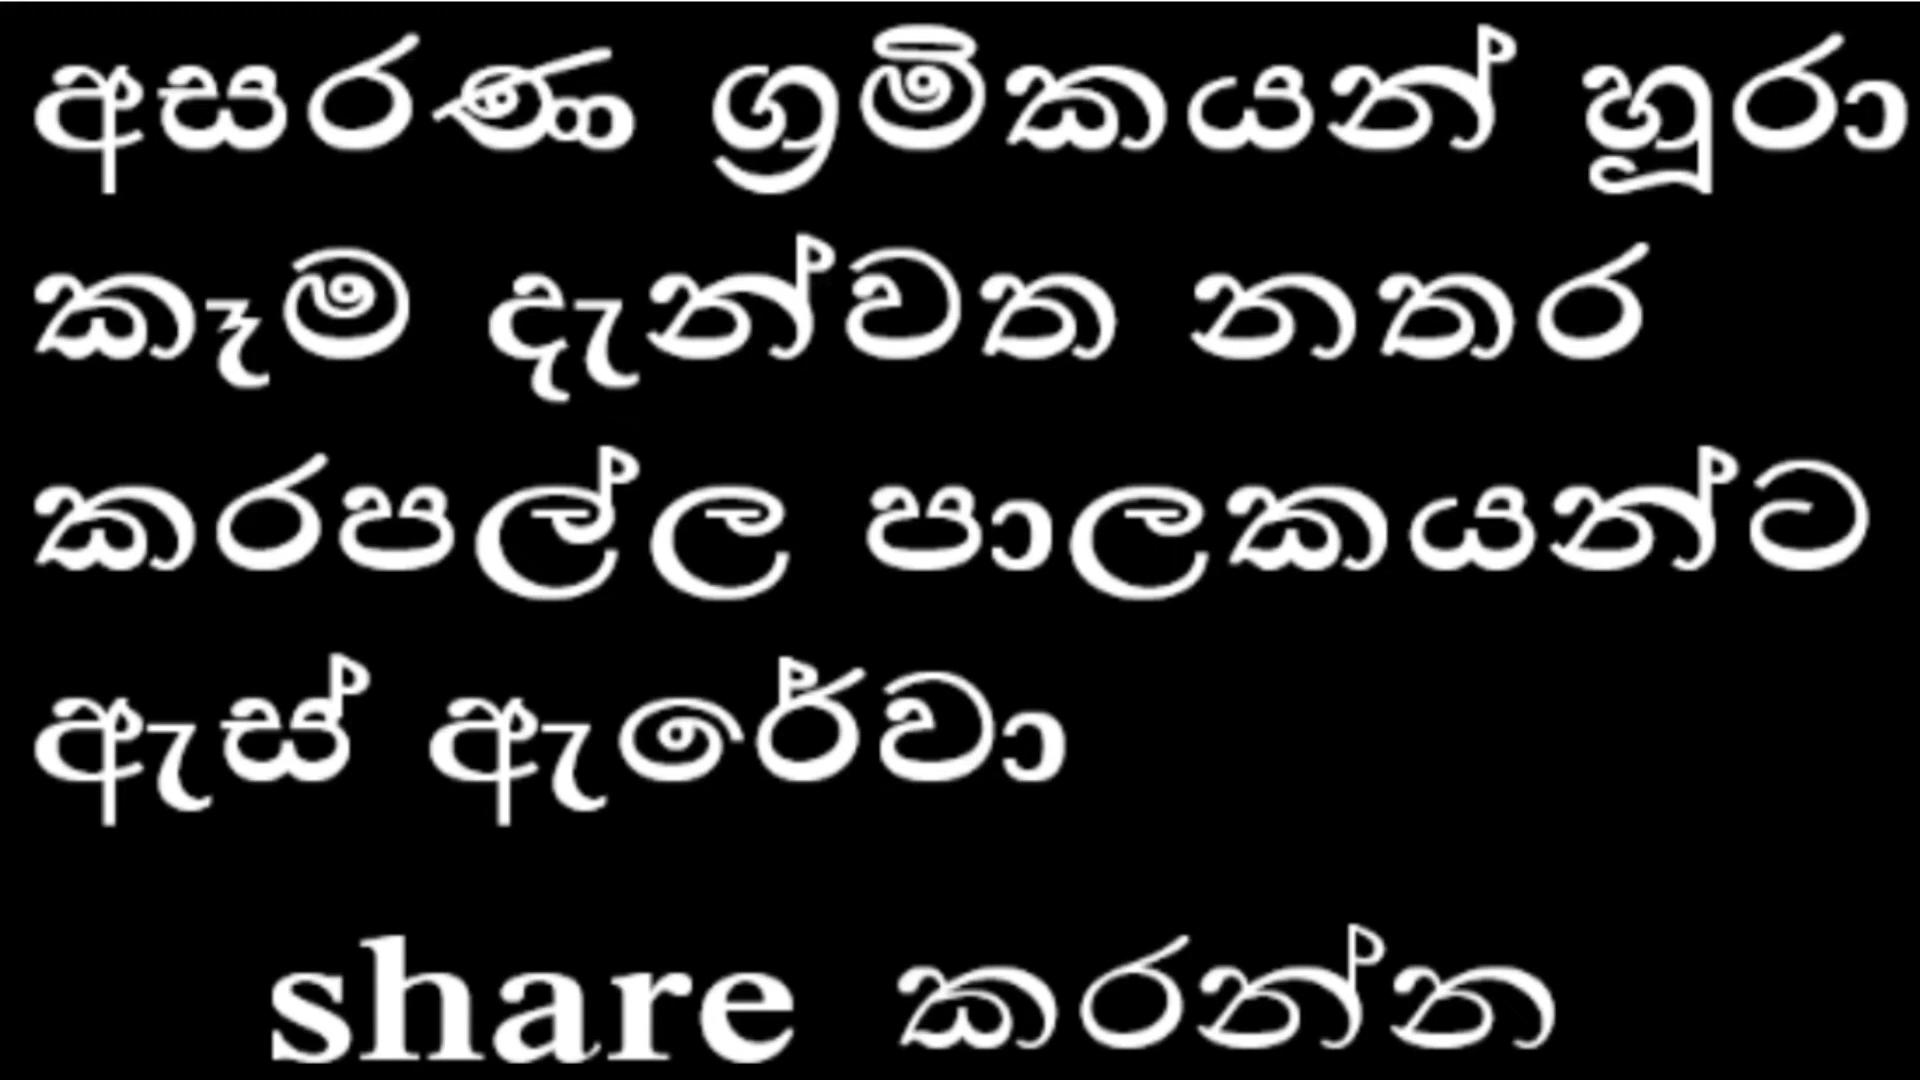 අසරණ ග්‍රමිකයන් හූරා
කෑම දැන්වත නතර
කරපල්ල පාලකයන්ට
ඇස් ඇරේවා
share කරන්න